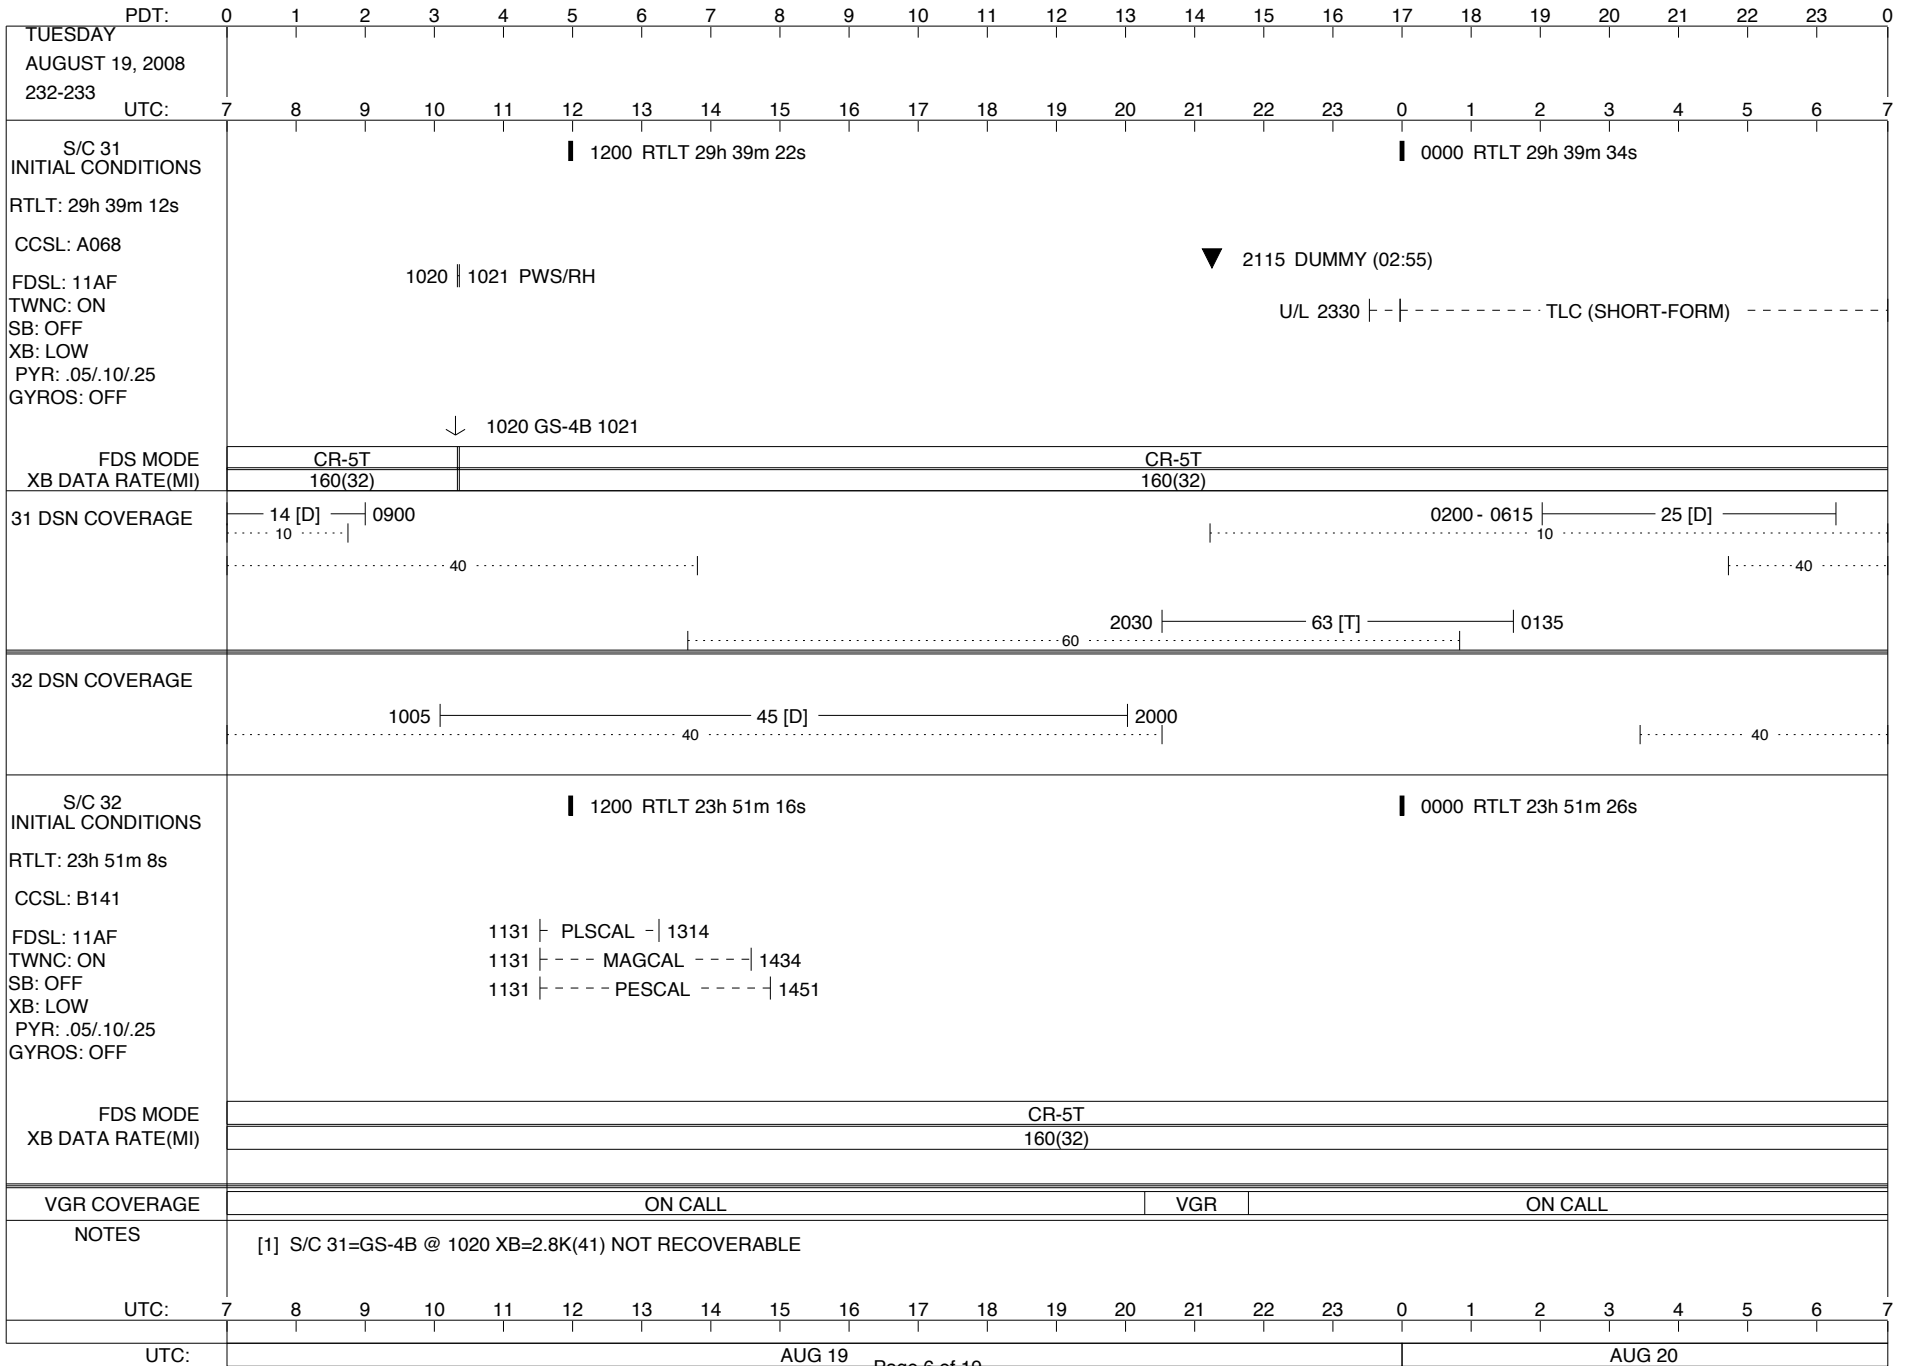 PDT: 0 1 2 3 4 5 6 7 8 9 10 11 12 13 14 15 16 17 18 19 20 21 22 23 0
TUESDAY
AUGUST 19, 2008
232-233
UTC: 7 8 9 10 11 12 13 14 15 16 17 18 19 20 21 22 23 0 1 2 3 4 5 6 7
S/C 31
INITIAL CONDITIONS
1200 RTLT 29h 39m 22s
0000 RTLT 29h 39m 34s
RTLT: 29h 39m 12s
CCSL: A068
2115 DUMMY (02:55)
FDSL: 11AF
1020 1021 PWS/RH
TWNC: ON
U/L 2330 TLC (SHORT-FORM)
SB: OFF
XB: LOW
PYR: .05/.10/.25
GYROS: OFF
1020 GS-4B 1021
FDS MODE CR-5T CR-5T
XB DATA RATE(MI) 160(32) 160(32)
31 DSN COVERAGE 14 [D] 0900 0200 - 0615 25 [D]
10 10
40 40
2030 63 [T] 0135
60
32 DSN COVERAGE
1005 45 [D] 2000
40 40
S/C 32
INITIAL CONDITIONS
1200 RTLT 23h 51m 16s
0000 RTLT 23h 51m 26s
RTLT: 23h 51m 8s
CCSL: B141
FDSL: 11AF
1131 PLSCAL 1314
TWNC: ON
1131 MAGCAL 1434
SB: OFF
1131 PESCAL 1451
XB: LOW
PYR: .05/.10/.25
GYROS: OFF
FDS MODE CR-5T
XB DATA RATE(MI) 160(32)
VGR COVERAGE ON CALL VGR ON CALL
NOTES
[1] S/C 31=GS-4B @ 1020 XB=2.8K(41) NOT RECOVERABLE
UTC: 7 8 9 10 11 12 13 14 15 16 17 18 19 20 21 22 23 0 1 2 3 4 5 6 7
UTC: AUG 19 AUG 20
Page 6 of 19